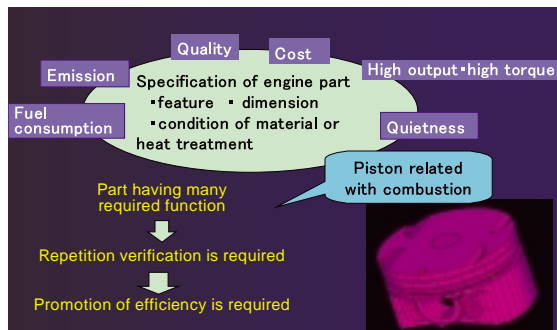 Quality
Cost
Emission
High output・high torque
Fuel
consumption
Specification of engine part
・feature ・ dimension
・condition of material or
heat treatment
Quietness
Piston related
with combustion
Part having many
required function
Repetition verification is required
Promotion of efficiency is required